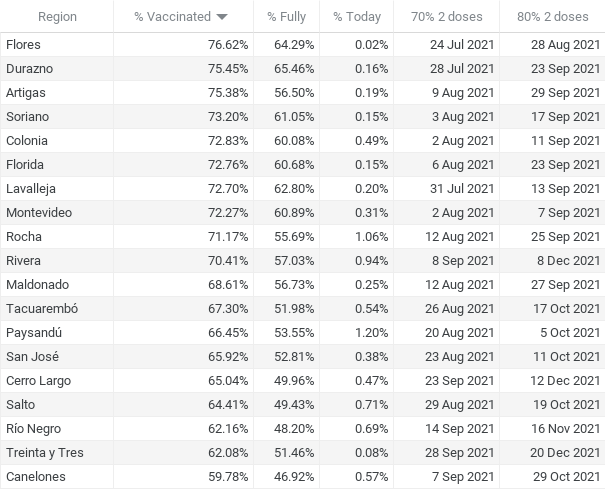 Region % Vaccinated % Fully % Today 70% 2 doses 80% 2 doses
Flores 76.62% 64.29% 0.02% 24 Jul 2021 28 Aug 2021
Durazno 75.45% 65.46% 0.16% 28 Jul 2021 23 Sep 2021
Artigas 75.38% 56.50% 0.19% 9 Aug 2021 29 Sep 2021
Soriano 73.20% 61.05% 0.15% 3 Aug 2021 17 Sep 2021
Colonia 72.83% 60.08% 0.49% 2 Aug 2021 11 Sep 2021
Florida 72.76% 60.68% 0.15% 6 Aug 2021 23 Sep 2021
Lavalleja 72.70% 62.80% 0.20% 31 Jul 2021 13 Sep 2021
Montevideo 72.27% 60.89% 0.31% 2 Aug 2021 7 Sep 2021
Rocha 71.17% 55.69% 1.06% 12 Aug 2021 25 Sep 2021
Rivera 70.41% 57.03% 0.94% 8 Sep 2021 8 Dec 2021
Maldonado 68.61% 56.73% 0.25% 12 Aug 2021 27 Sep 2021
Tacuarembó 67.30% 51.98% 0.54% 26 Aug 2021 17 Oct 2021
Paysandú 66.45% 53.55% 1.20% 20 Aug 2021 5 Oct 2021
San José 65.92% 52.81% 0.38% 23 Aug 2021 11 Oct 2021
Cerro Largo 65.04% 49.96% 0.47% 23 Sep 2021 12 Dec 2021
Salto 64.41% 49.43% 0.71% 29 Aug 2021 19 Oct 2021
Río Negro 62.16% 48.20% 0.69% 14 Sep 2021 16 Nov 2021
Treinta y Tres 62.08% 51.46% 0.08% 28 Sep 2021 20 Dec 2021
Canelones 59.78% 46.92% 0.57% 7 Sep 2021 29 Oct 2021